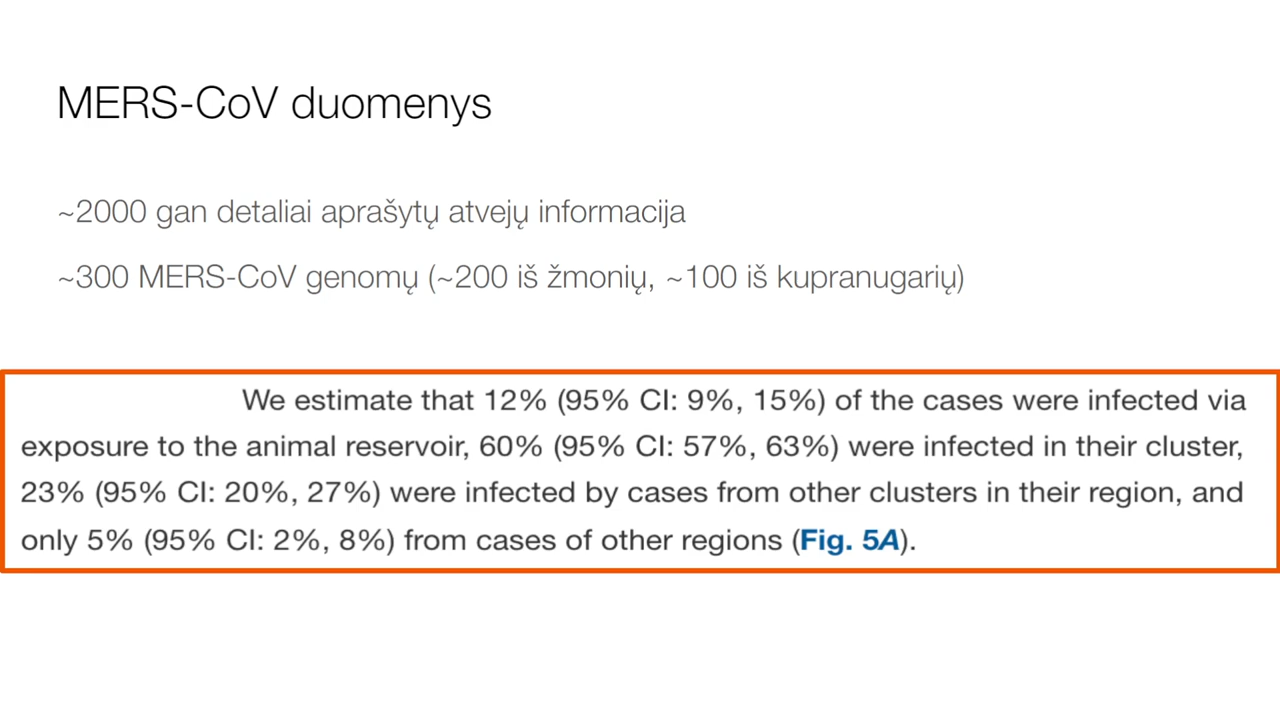 MERS-CoV duomenys
~2000 gan detaliai aprašytų atvejų informacija
~300 MERS-CoV genomų (~200 iš žmonių, ~100 iš kupranugarių)
We estimate that 12% (95% CI: 9%, 15%) of the cases were infected via
exposure to the animal reservoir, 60% (95% CI: 57%, 63%) were infected in their cluster,
23% (95% CI: 20%, 27%) were infected by cases from other clusters in their region, and
only 5% (95% CI: 2%, 8%) from cases of other regions (Fig. 5A).